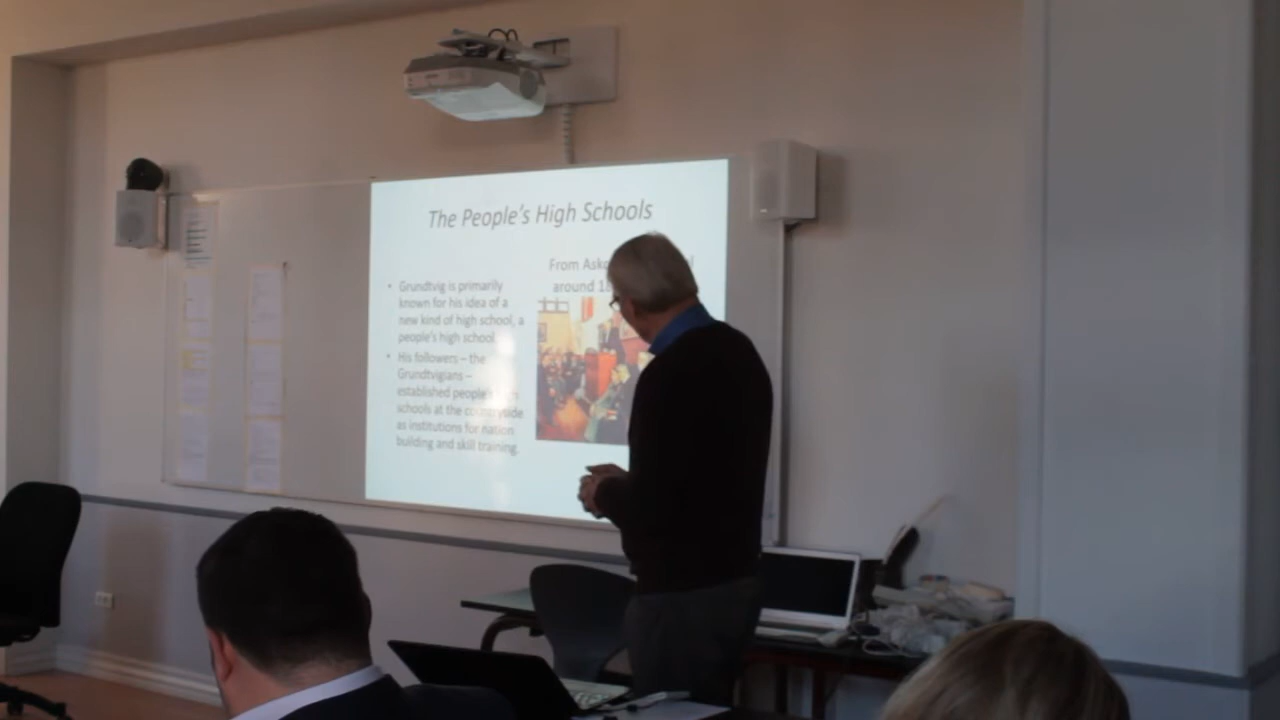 The People's High Schools
From
around
• Grundtvig is primarily
known for his idea of a
new kind of high school, a
people's high school.
• His followers – the
Grundtvigians –
established people's high
schools at the countryside
as institutions for nation
building and skill training.